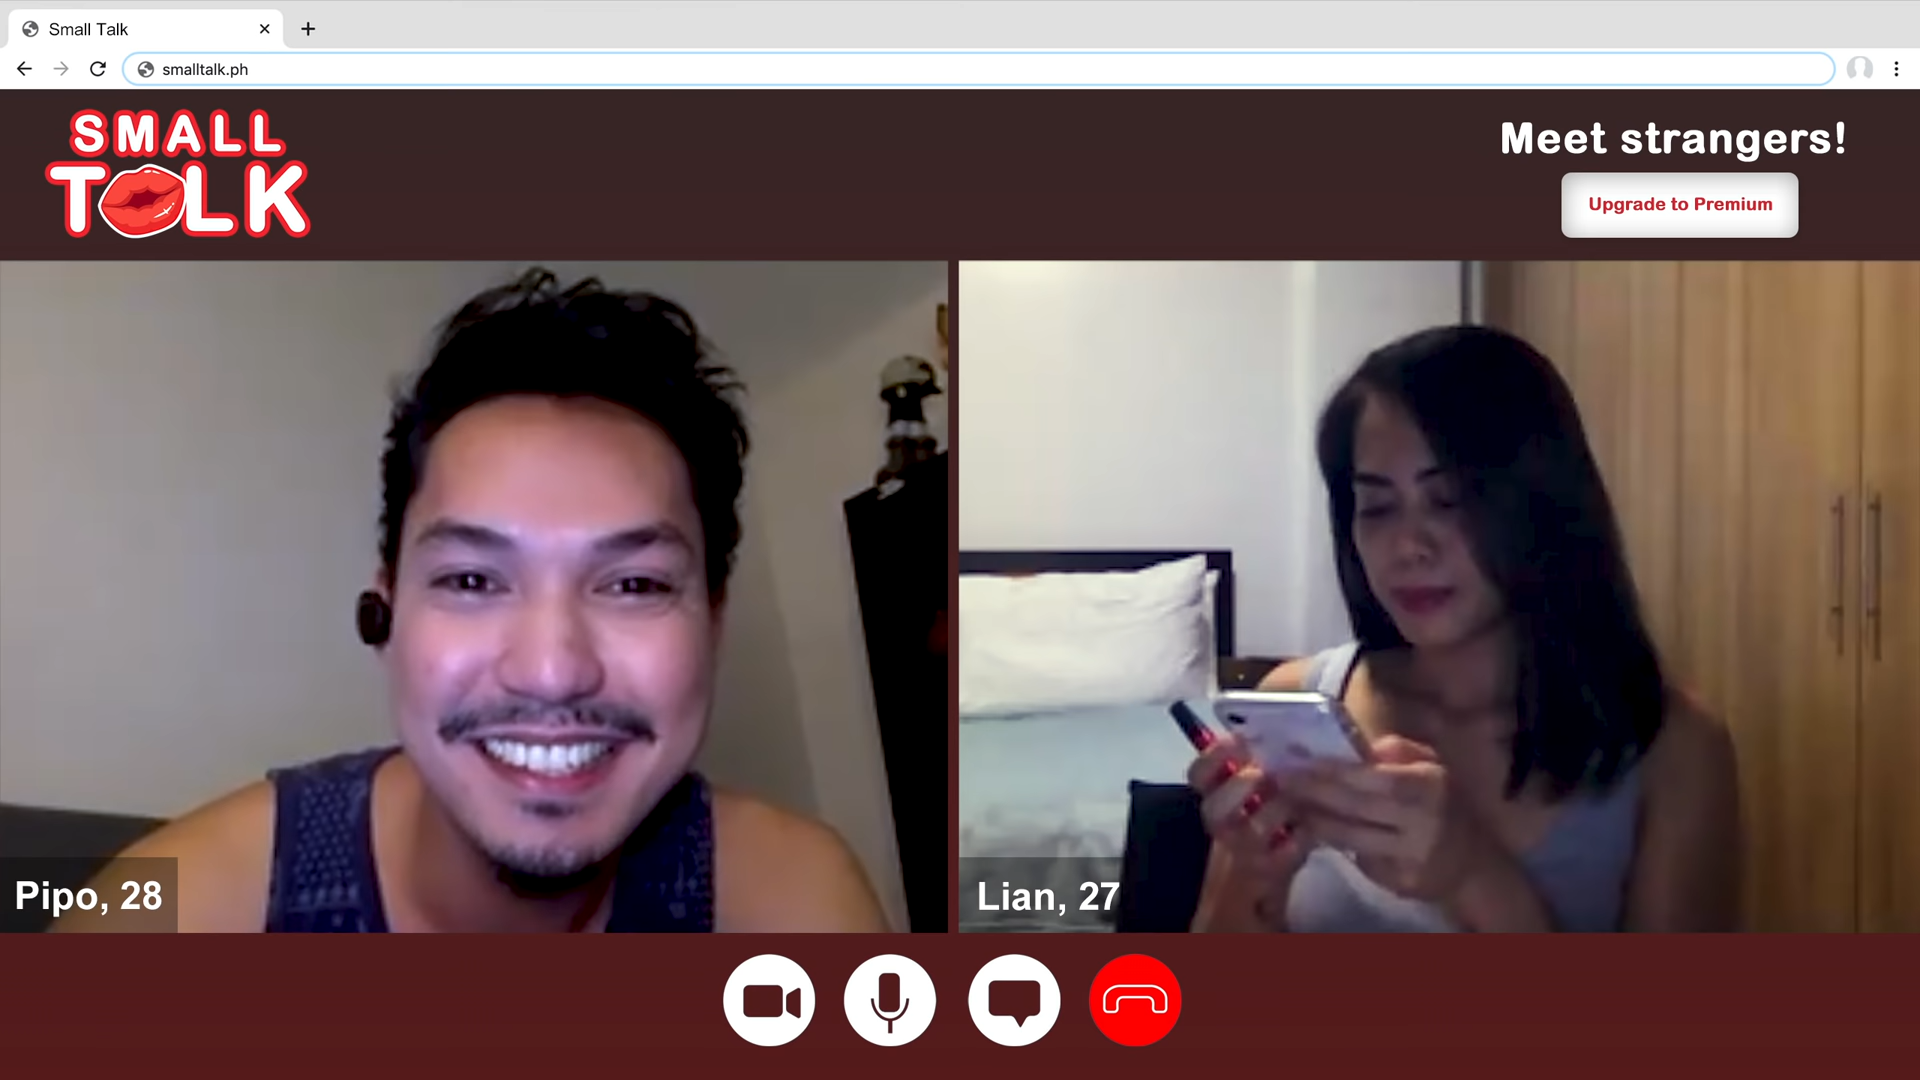 Small Talk
smalltalk.ph
SMALL
TALK
Meet strangers!
Upgrade to Premium
Pipo, 28
Lian, 27